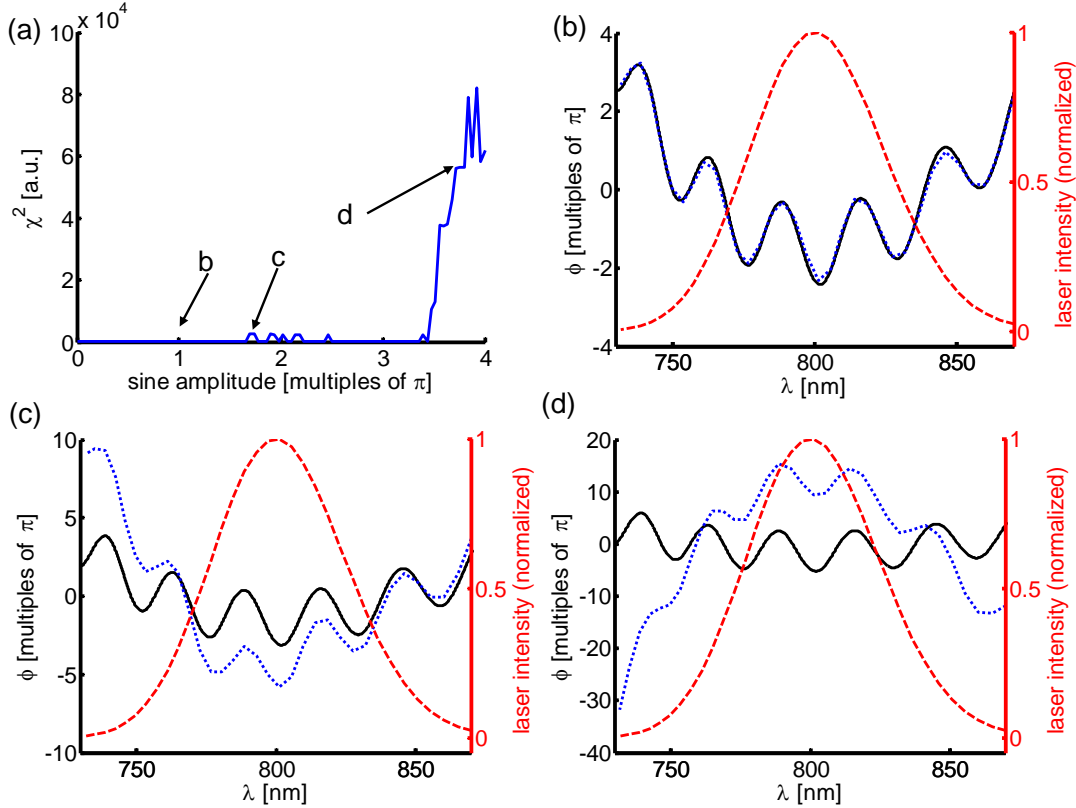 (a)
x 10⁴
10
8
6
4
2
0
χ² [a.u.]
b
c
d
0 1 2 3 4
sine amplitude [multiples of π]
(b)
4
2
0
-2
-4
ϕ [multiples of π]
1
0.5
0
laser intensity (normalized)
750 800 850
λ [nm]
(c)
10
5
0
-5
-10
ϕ [multiples of π]
1
0.5
0
laser intensity (normalized)
750 800 850
λ [nm]
(d)
20
10
0
-10
-20
-30
-40
ϕ [multiples of π]
1
0.5
0
laser intensity (normalized)
750 800 850
λ [nm]